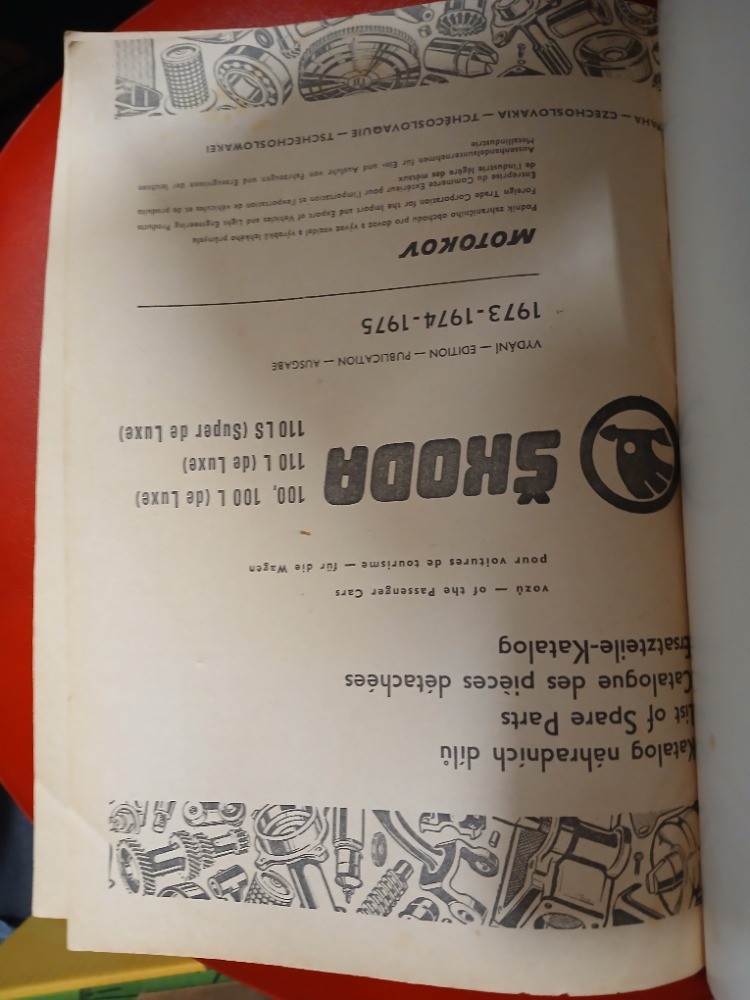 Katalog náhradních dílů
List of Spare Parts
Catalogue des pièces détachées
Ersatzteile-Katalog
vozů — of the Passenger Cars
pour voitures de tourisme — für die Wagen
ŠKODA
100, 100 L (de Luxe)
110 L (de Luxe)
110 LS (Super de Luxe)
VYDÁNÍ — EDITION — PUBLICATION — AUSGABE
1973-1974-1975
MOTOKOV
Podnik zahraničního obchodu pro dovoz a vývoz vozidel a výrobků lehkého průmyslu
Foreign Trade Corporation for the Import and Export of Vehicles and Light Engineering Products
Entreprise du Commerce Extérieur pour l'importation et l'exportation de véhicules et de produits
de l'industrie légère des métaux
Aussenhandelsunternehmen für Ein- und Ausfuhr von Fahrzeugen und Erzeugnissen der leichten
Metallindustrie
PRAHA — CZECHOSLOVAKIA — TCHÉCOSLOVAQUIE — TSCHECHOSLOWAKEI